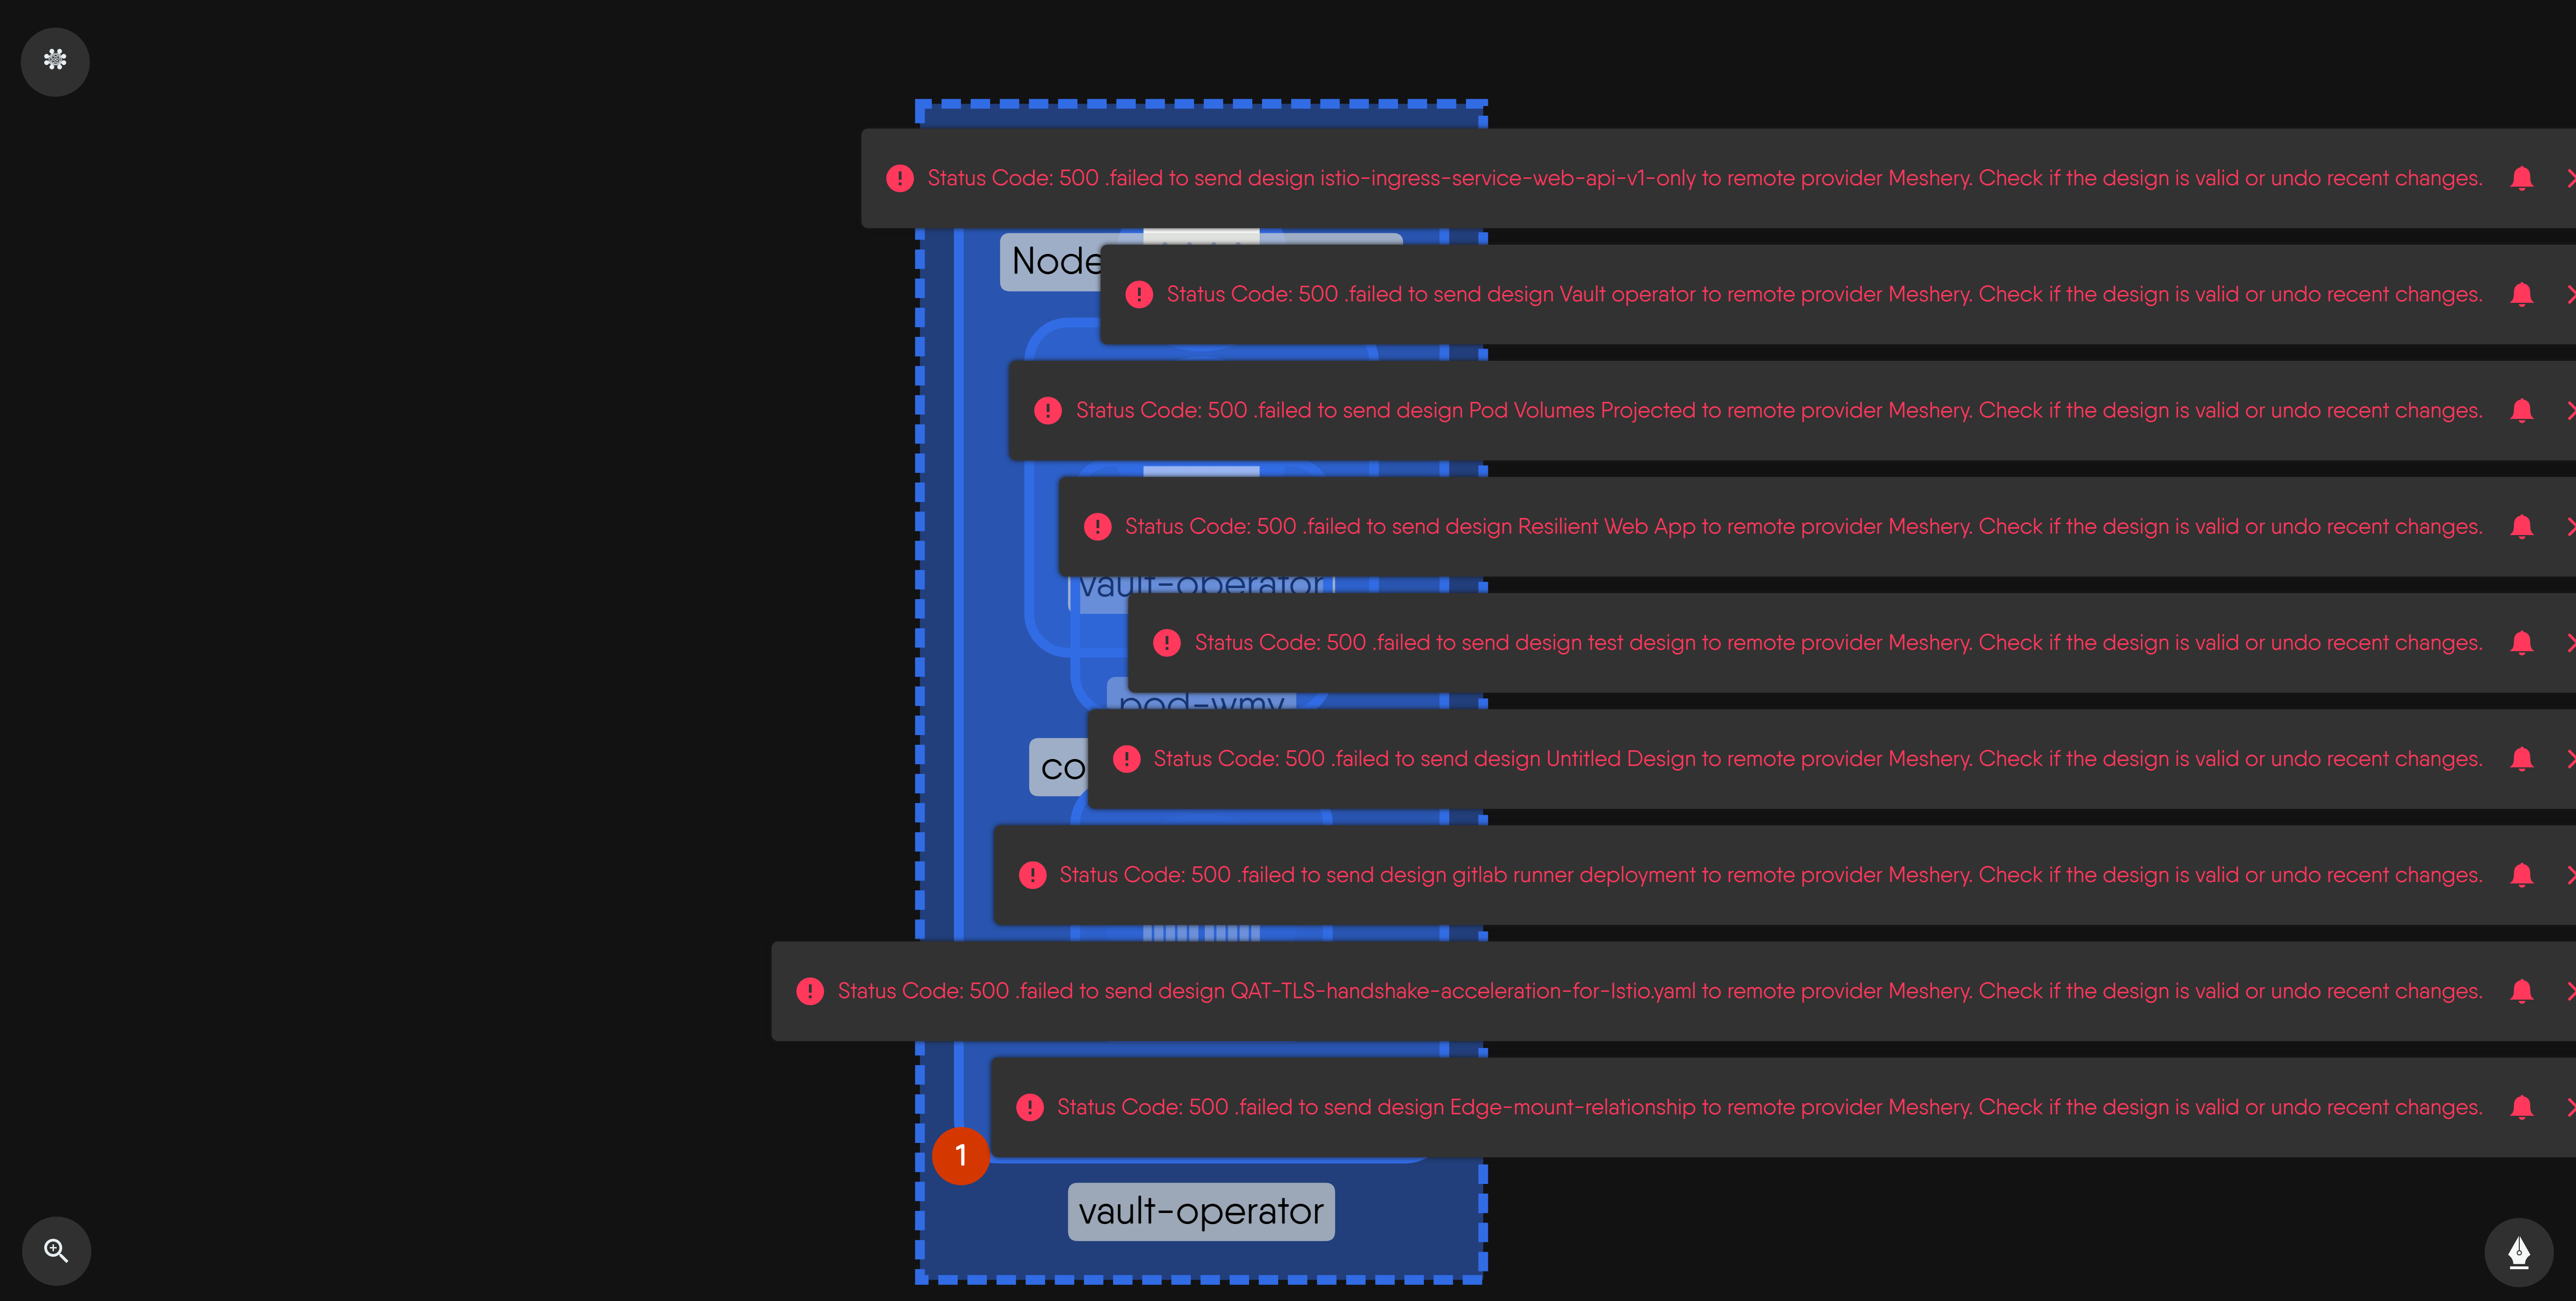 Status Code: 500 .failed to send design istio-ingress-service-web-api-v1-only to remote provider Meshery. Check if the design is valid or undo recent changes.
Node
Status Code: 500 .failed to send design Vault operator to remote provider Meshery. Check if the design is valid or undo recent changes.
Status Code: 500 .failed to send design Pod Volumes Projected to remote provider Meshery. Check if the design is valid or undo recent changes.
Status Code: 500 .failed to send design Resilient Web App to remote provider Meshery. Check if the design is valid or undo recent changes.
vault-operator
Status Code: 500 .failed to send design test design to remote provider Meshery. Check if the design is valid or undo recent changes.
pod-wmv
co
Status Code: 500 .failed to send design Untitled Design to remote provider Meshery. Check if the design is valid or undo recent changes.
Status Code: 500 .failed to send design gitlab runner deployment to remote provider Meshery. Check if the design is valid or undo recent changes.
Status Code: 500 .failed to send design QAT-TLS-handshake-acceleration-for-Istio.yaml to remote provider Meshery. Check if the design is valid or undo recent changes.
Status Code: 500 .failed to send design Edge-mount-relationship to remote provider Meshery. Check if the design is valid or undo recent changes.
1
vault-operator